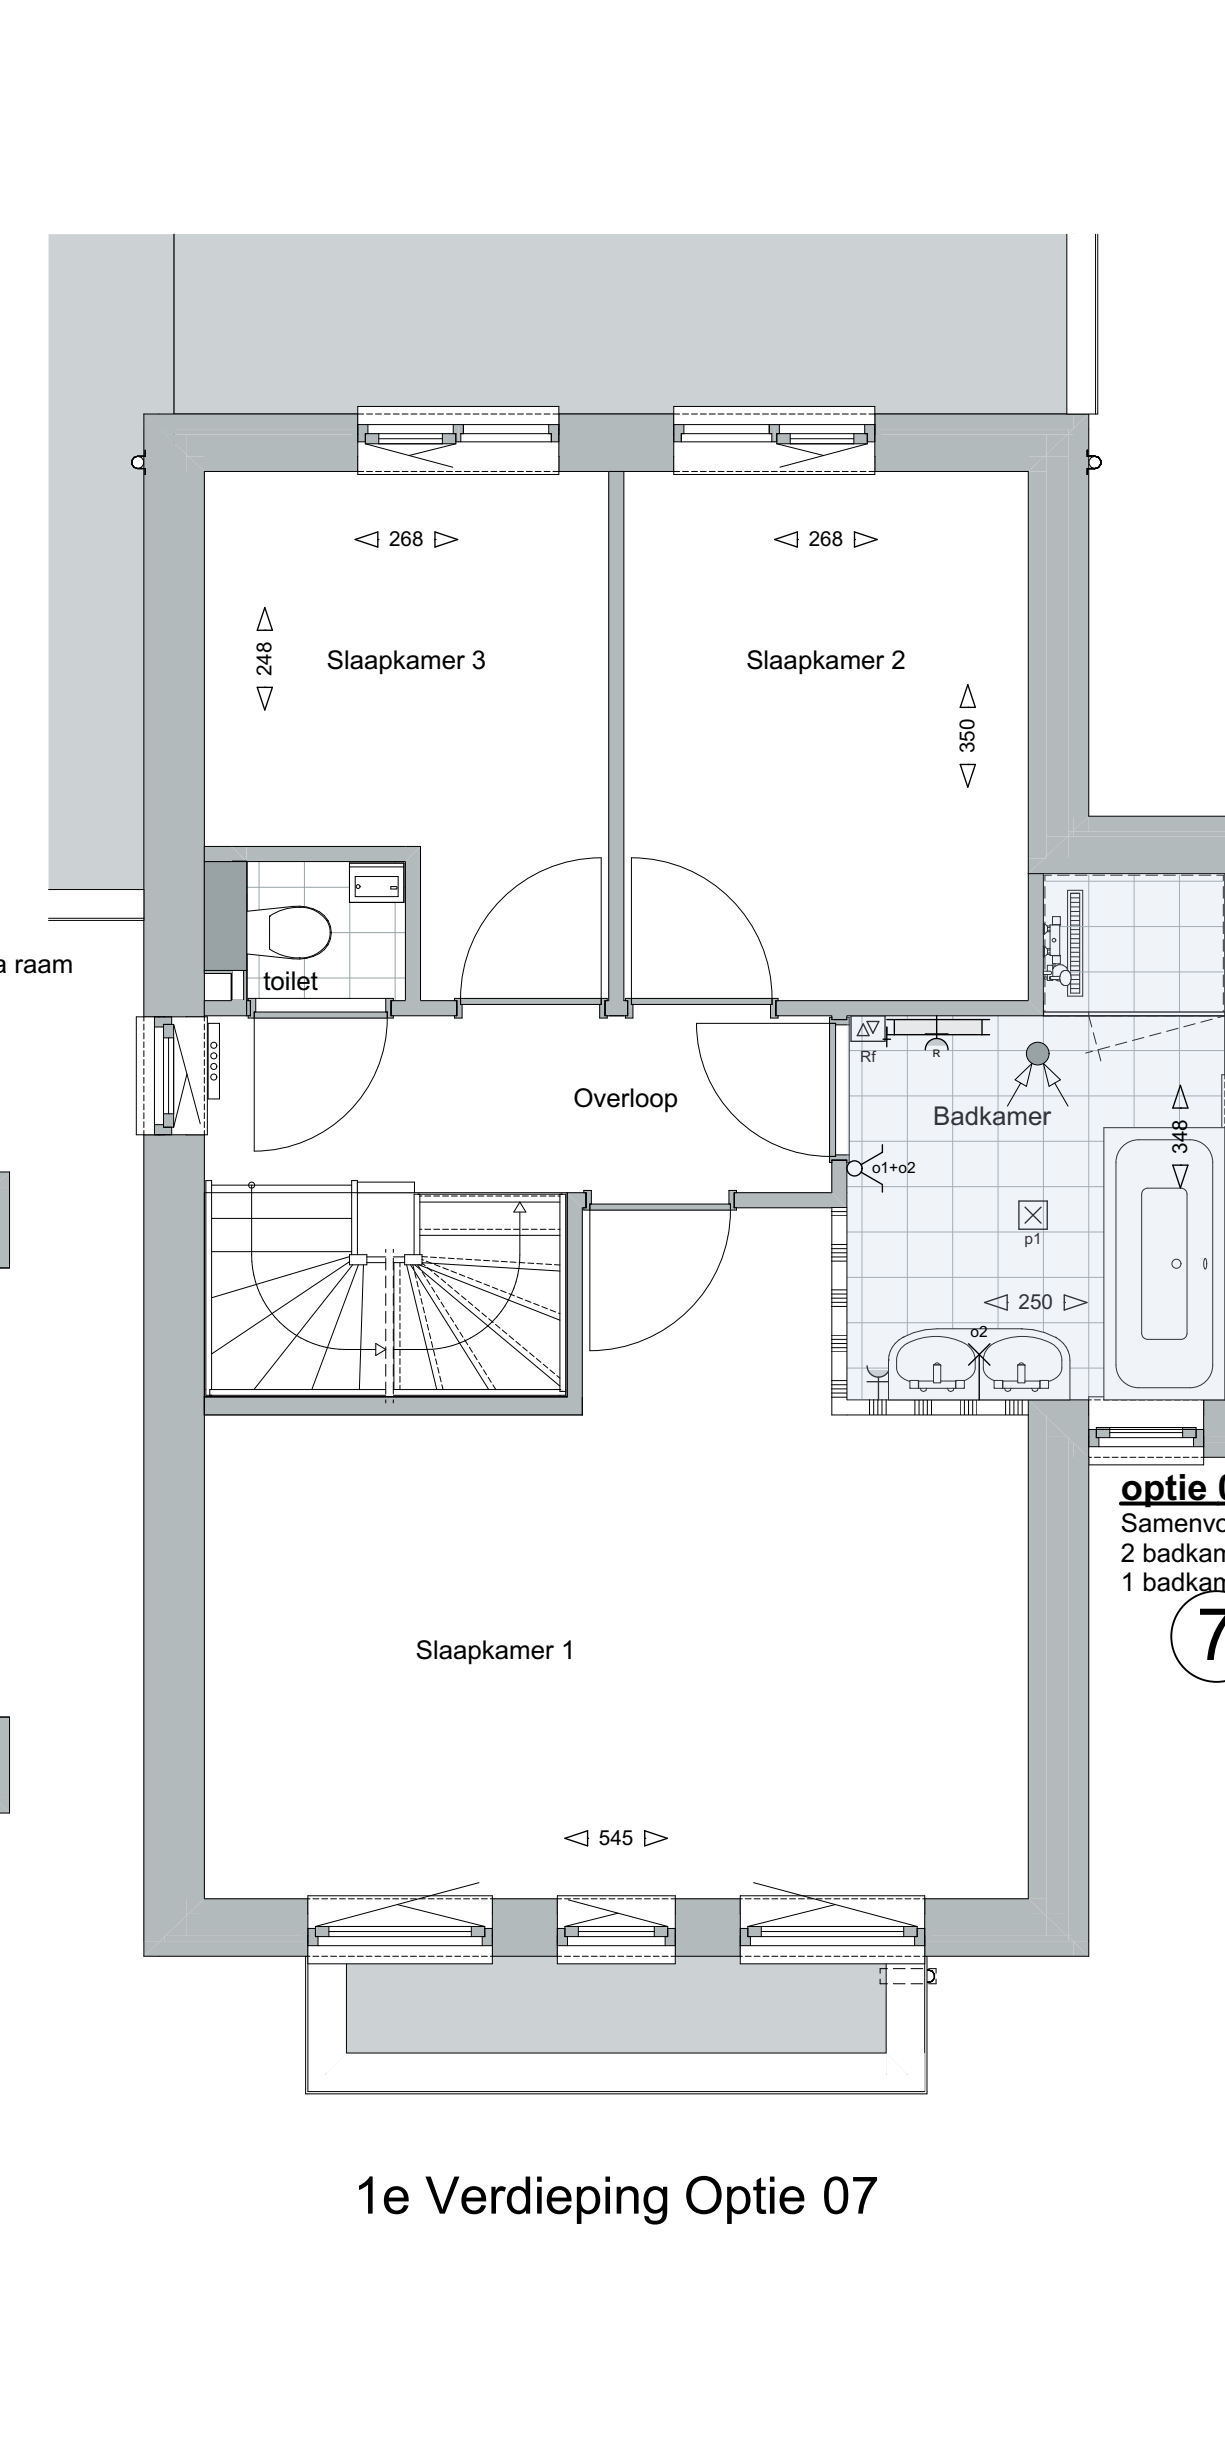 268
268
248
Slaapkamer 3
Slaapkamer 2
350
a raam
toilet
Overloop
Rf
R
Badkamer
348
o1+o2
p1
250
o2
optie
Samenvo
2 badkam
1 badkam
7
Slaapkamer 1
545
1e Verdieping Optie 07